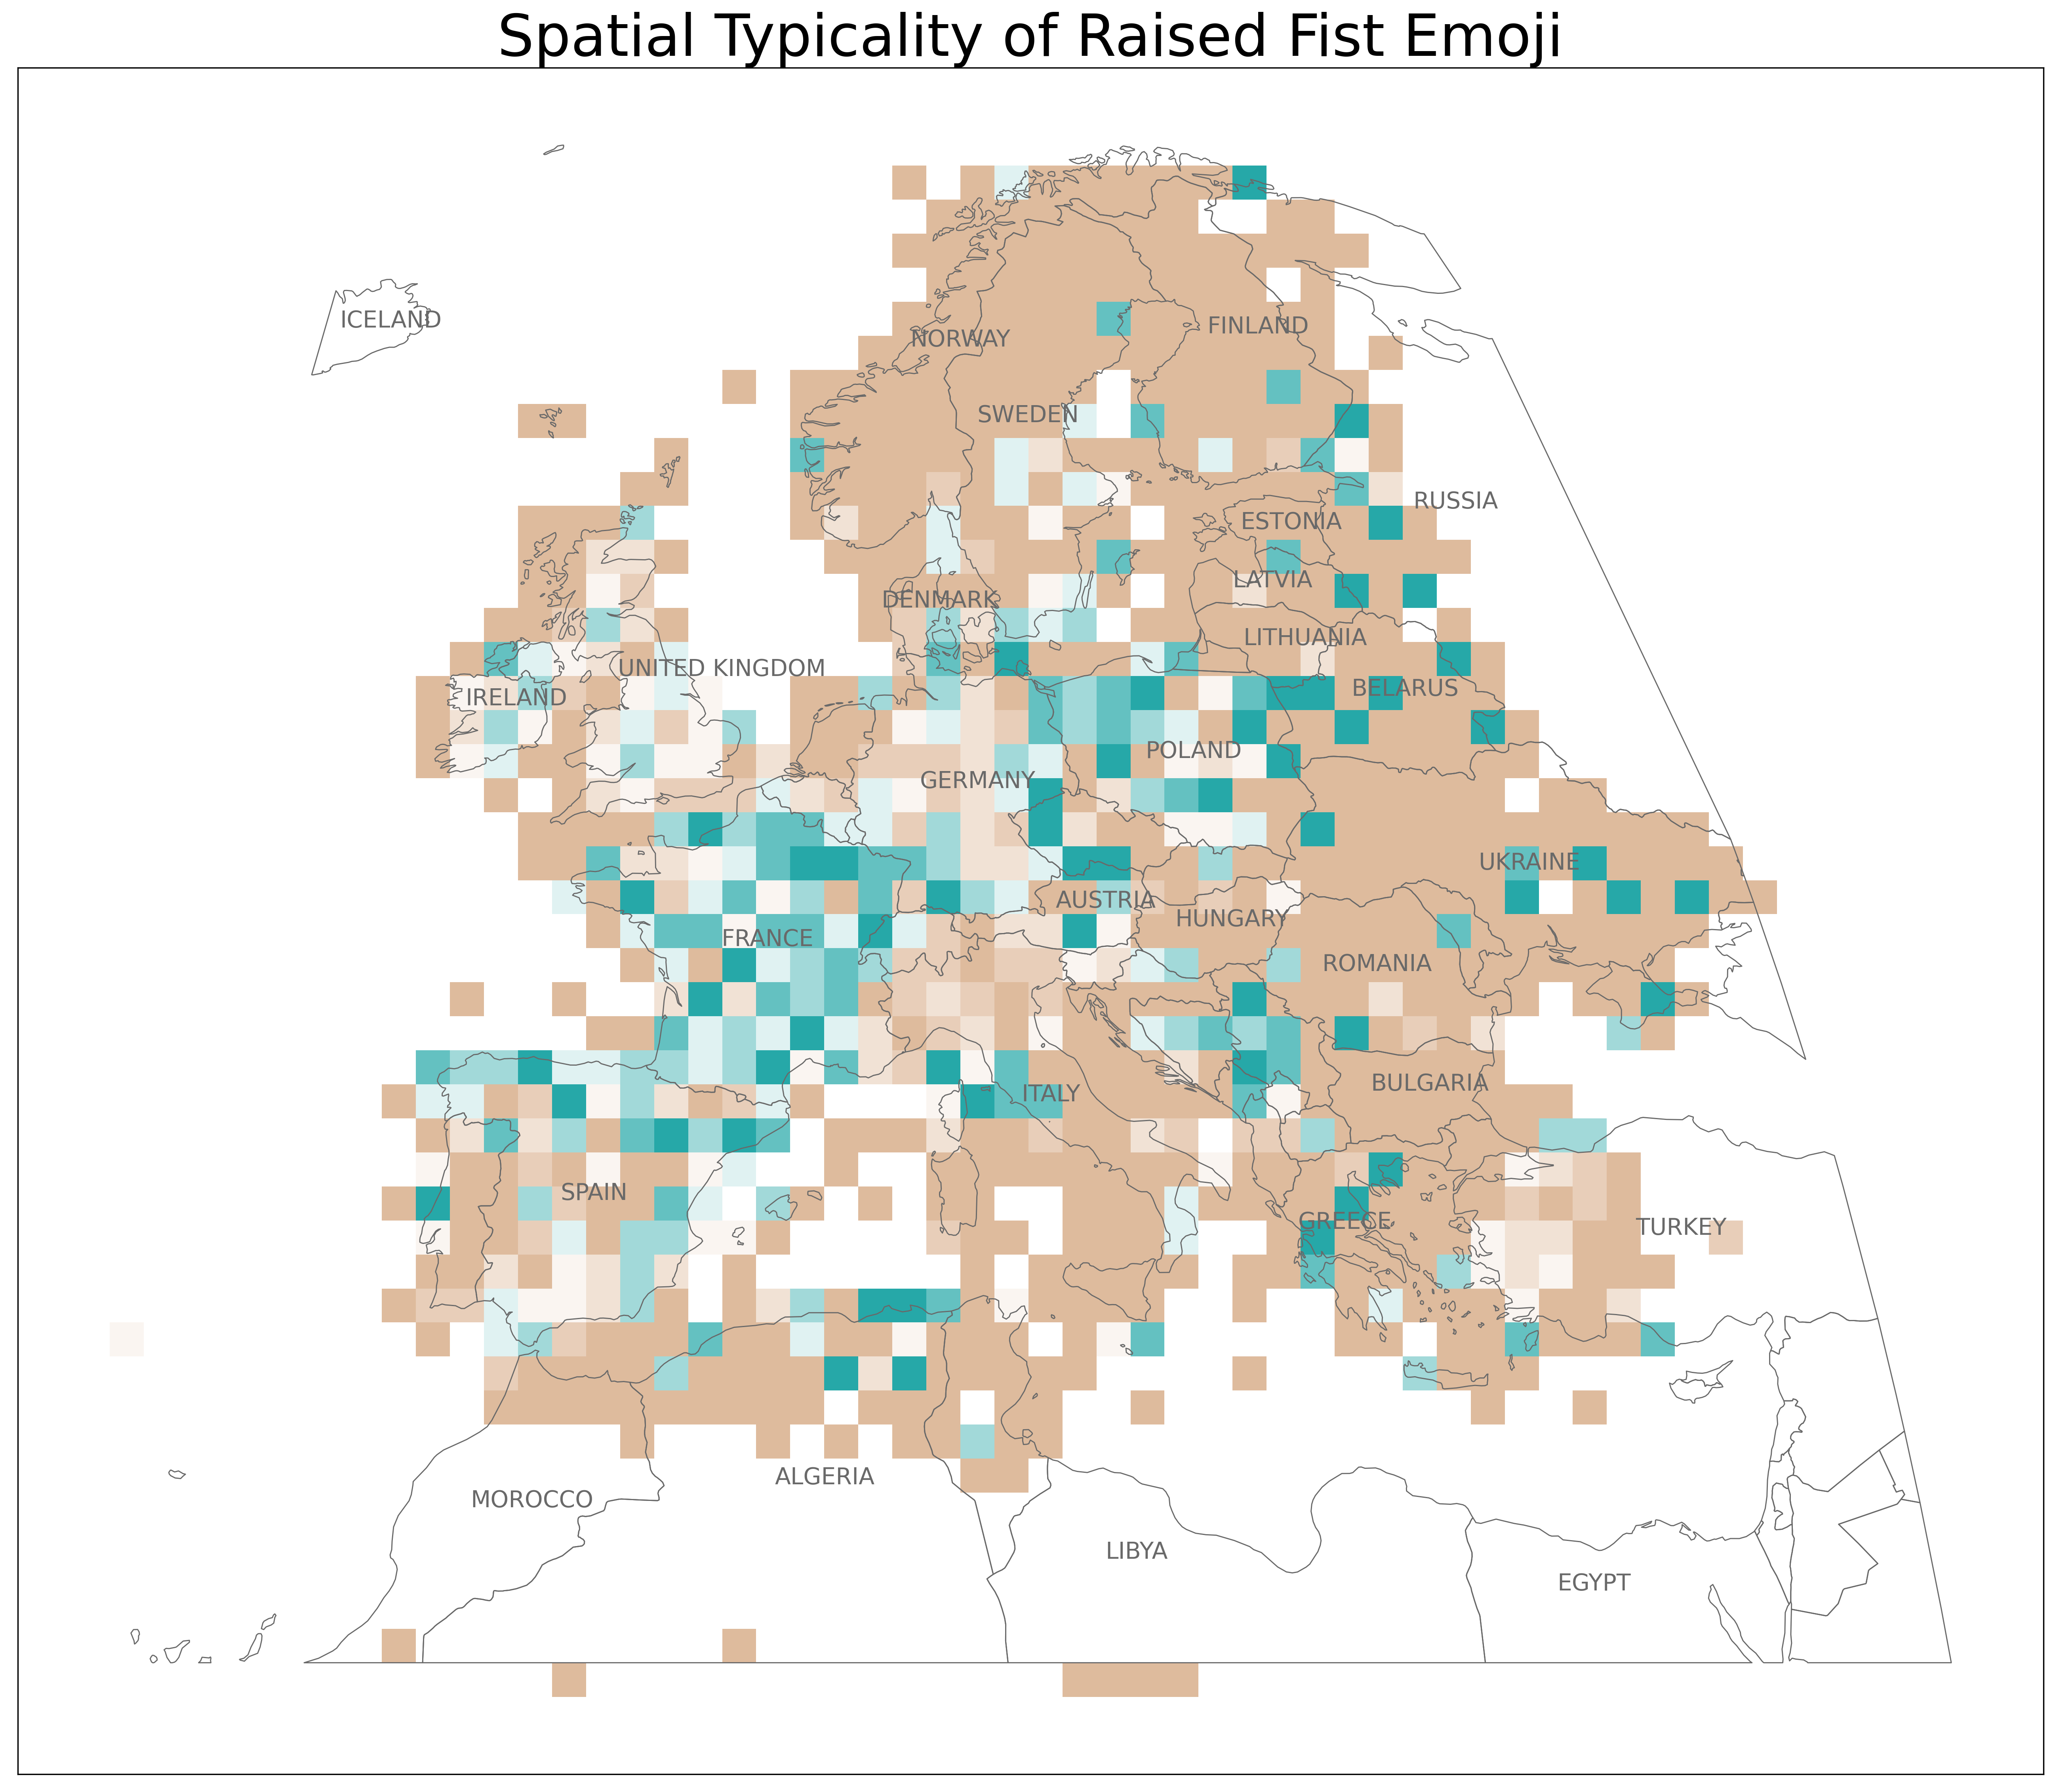 Spatial Typicality of Raised Fist Emoji
ICELAND
NORWAY
FINLAND
SWEDEN
RUSSIA
ESTONIA
LATVIA
DENMARK
LITHUANIA
UNITED KINGDOM
IRELAND
BELARUS
POLAND
GERMANY
UKRAINE
AUSTRIA
HUNGARY
FRANCE
ROMANIA
BULGARIA
ITALY
SPAIN
GREECE
TURKEY
ALGERIA
MOROCCO
LIBYA
EGYPT